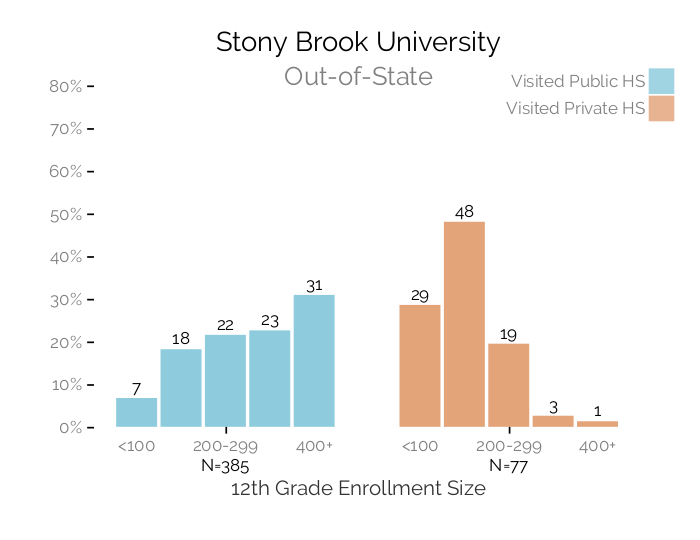 Stony Brook University
Out-of-State
Visited Public HS
Visited Private HS
80%
70%
60%
50%
40%
30%
20%
10%
0%
7
18
22
23
31
29
48
19
3
1
<100 200-299 400+
<100 200-299 400+
N=385
N=77
12th Grade Enrollment Size